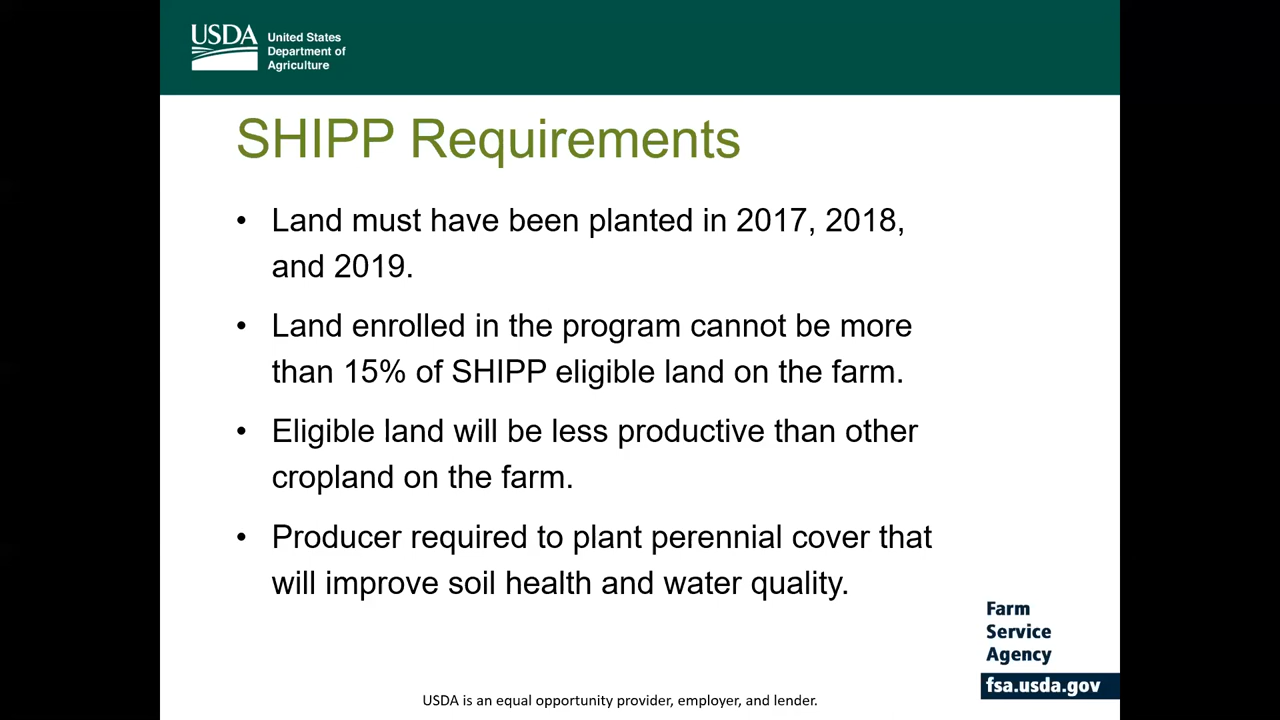 USDA
United States
Department of
Agriculture
SHIPP Requirements
• Land must have been planted in 2017, 2018,
and 2019.
• Land enrolled in the program cannot be more
than 15% of SHIPP eligible land on the farm.
• Eligible land will be less productive than other
cropland on the farm.
• Producer required to plant perennial cover that
will improve soil health and water quality.
Farm
Service
Agency
fsa.usda.gov
USDA is an equal opportunity provider, employer, and lender.